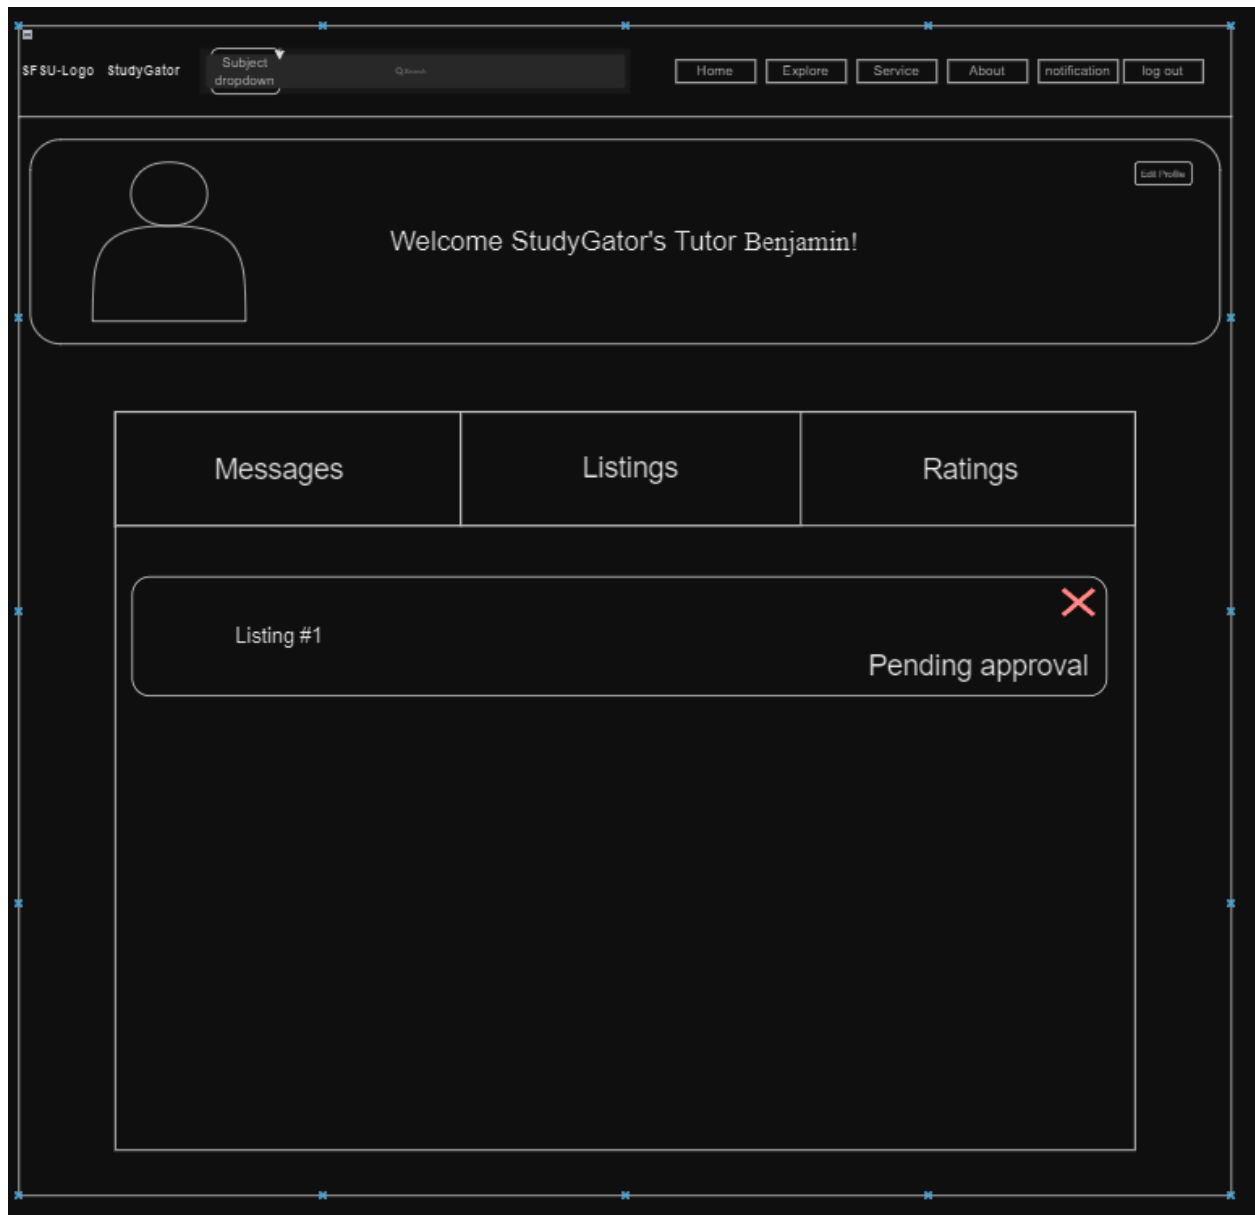 SFSU-Logo StudyGator
Subject
dropdown
Search
Home
Explore
Service
About
notification
log out
Edit Profile
Welcome StudyGator's Tutor Benjamin!
Messages
Listings
Ratings
Listing #1
Pending approval